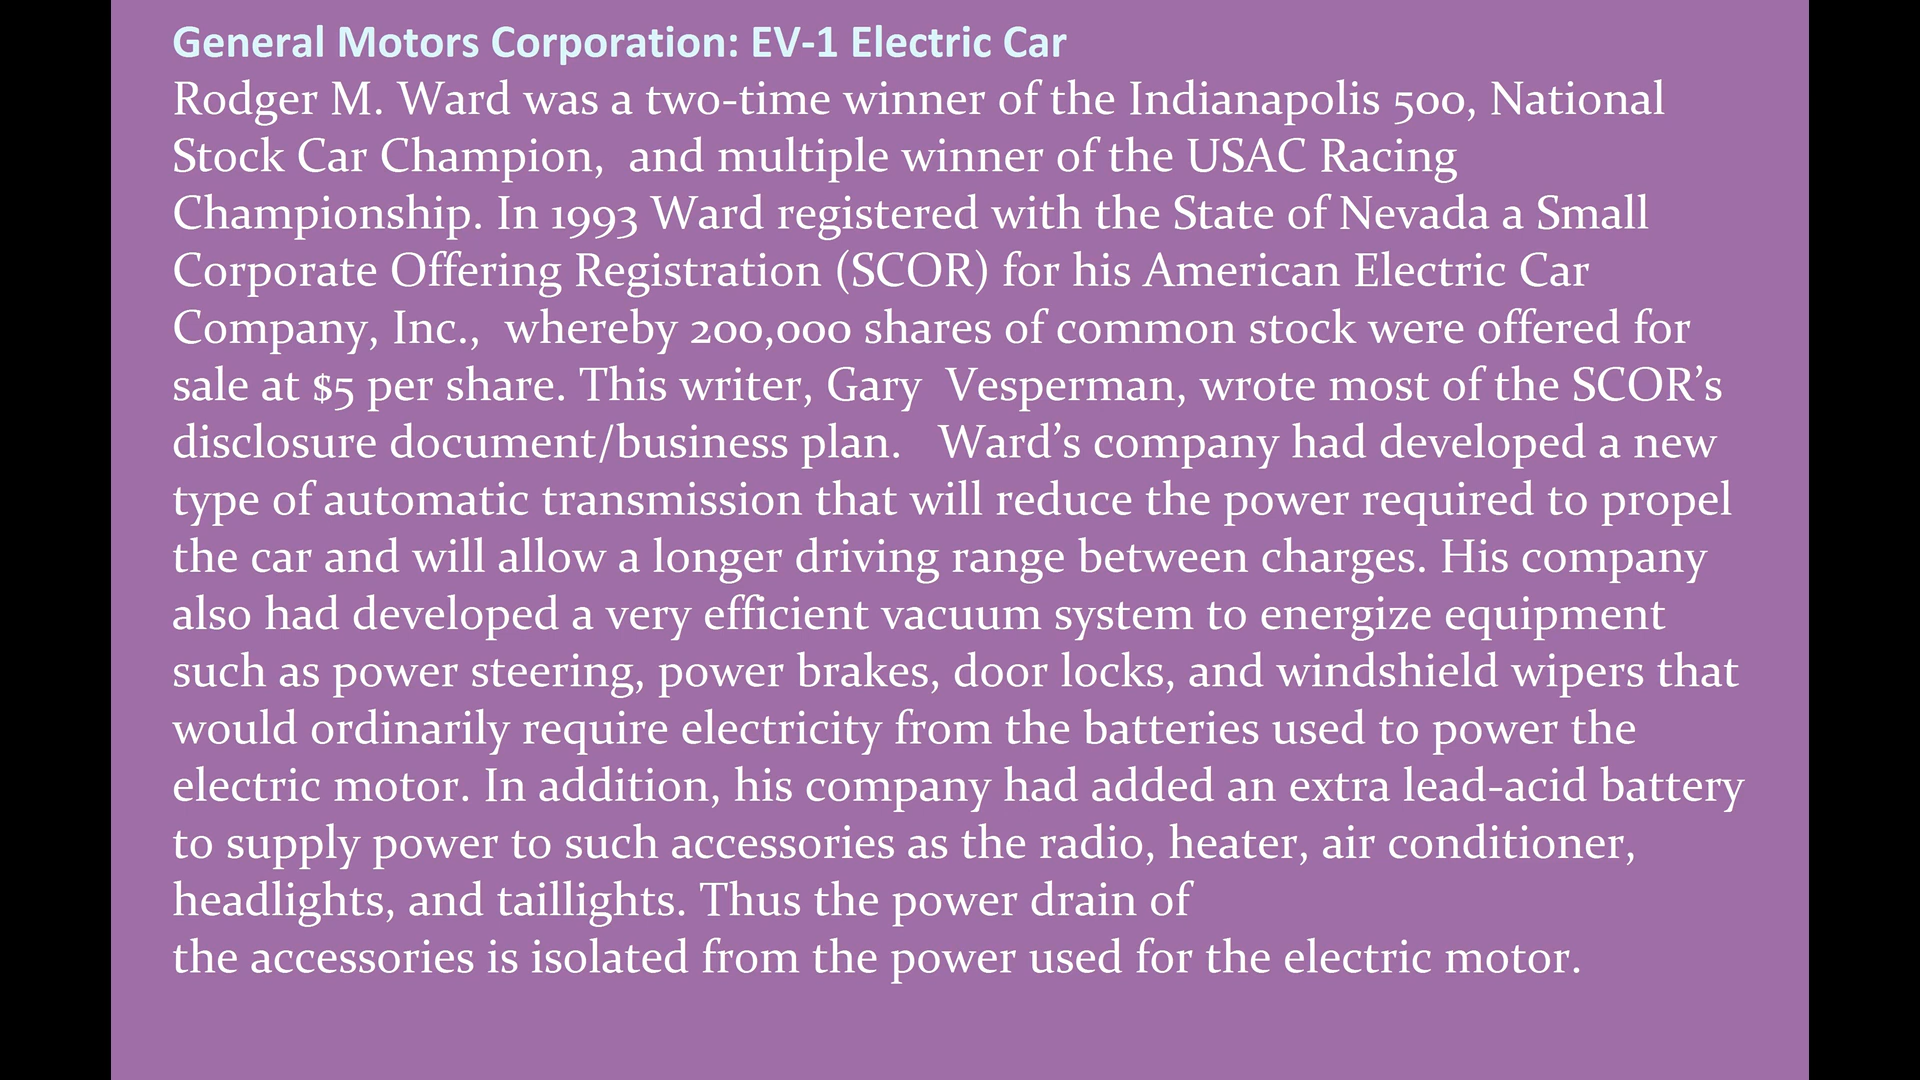 General Motors Corporation: EV-1 Electric Car
Rodger M. Ward was a two-time winner of the Indianapolis 500, National
Stock Car Champion,  and multiple winner of the USAC Racing
Championship. In 1993 Ward registered with the State of Nevada a Small
Corporate Offering Registration (SCOR) for his American Electric Car
Company, Inc.,  whereby 200,000 shares of common stock were offered for
sale at $5 per share. This writer, Gary  Vesperman, wrote most of the SCOR’s
disclosure document/business plan.   Ward’s company had developed a new
type of automatic transmission that will reduce the power required to propel
the car and will allow a longer driving range between charges. His company
also had developed a very efficient vacuum system to energize equipment
such as power steering, power brakes, door locks, and windshield wipers that
would ordinarily require electricity from the batteries used to power the
electric motor. In addition, his company had added an extra lead-acid battery
to supply power to such accessories as the radio, heater, air conditioner,
headlights, and taillights. Thus the power drain of
the accessories is isolated from the power used for the electric motor.